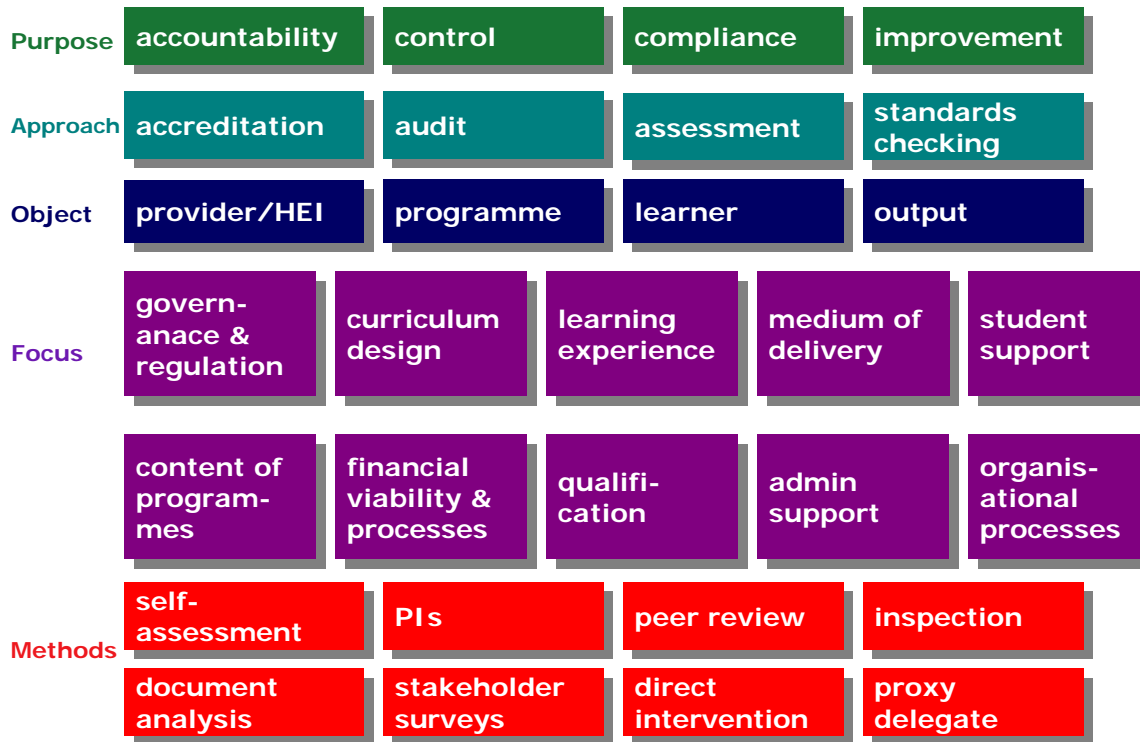 Purpose accountability control compliance improvement
Approach accreditation audit assessment standards
checking
Object provider/HEI programme learner output
Focus
govern-
anace &
regulation
curriculum
design
learning
experience
medium of
delivery
student
support
content of
program-
mes
financial
viability &
processes
qualifi-
cation
admin
support
organis-
ational
processes
Methods
self-
assessment
PIs
peer review
inspection
document
analysis
stakeholder
surveys
direct
intervention
proxy
delegate